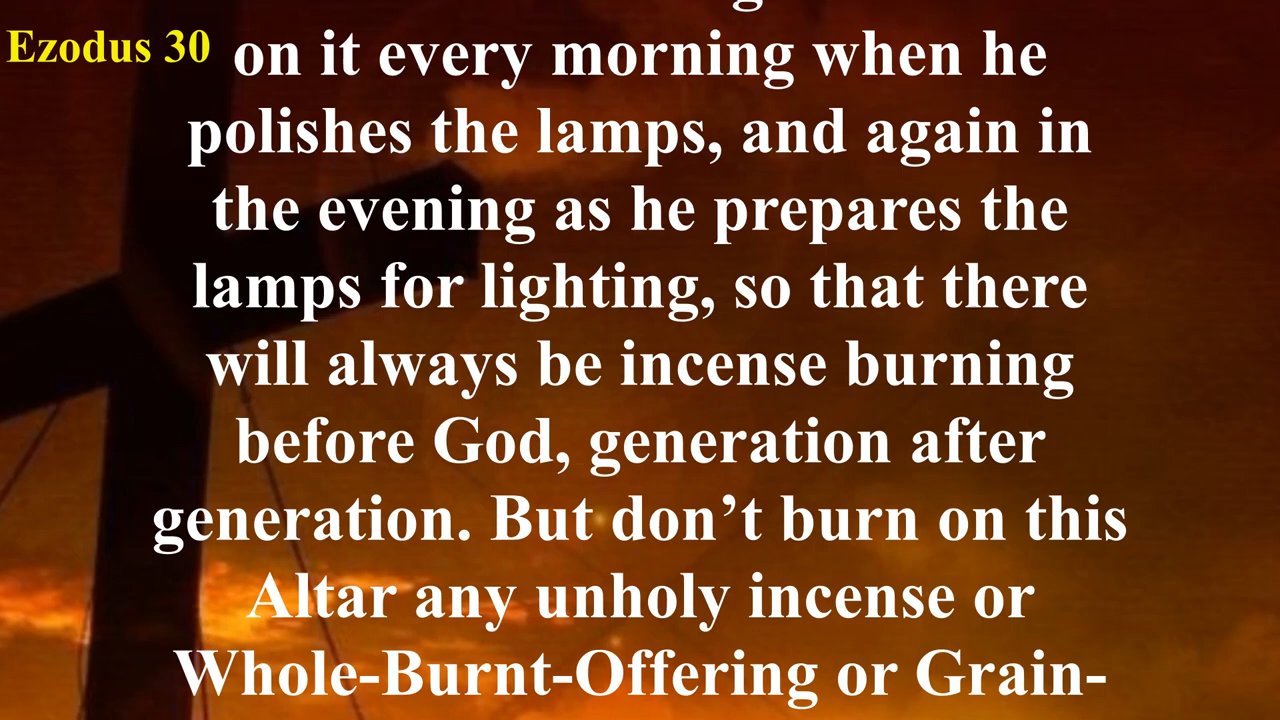 Ezodus 30
on it every morning when he
polishes the lamps, and again in
the evening as he prepares the
lamps for lighting, so that there
will always be incense burning
before God, generation after
generation. But don’t burn on this
Altar any unholy incense or
Whole-Burnt-Offering or Grain-